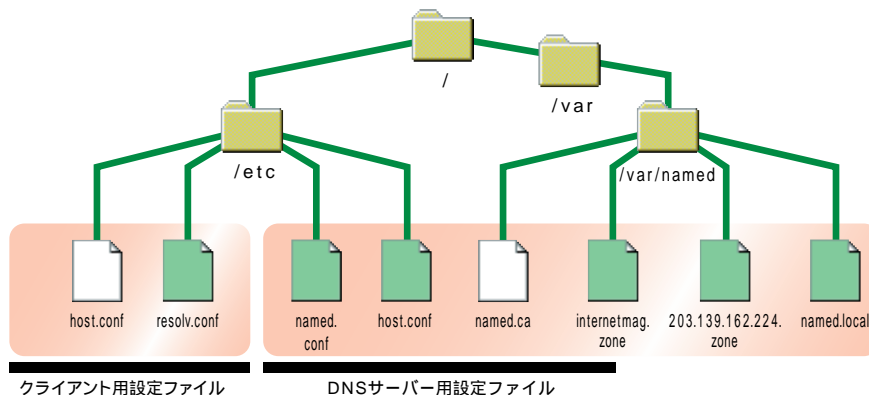 /
/var
/etc
/var/named
host.conf
resolv.conf
named.
conf
host.conf
named.ca
internetmag.
zone
203.139.162.224.
zone
named.local
クライアント用設定ファイル
DNSサーバー用設定ファイル